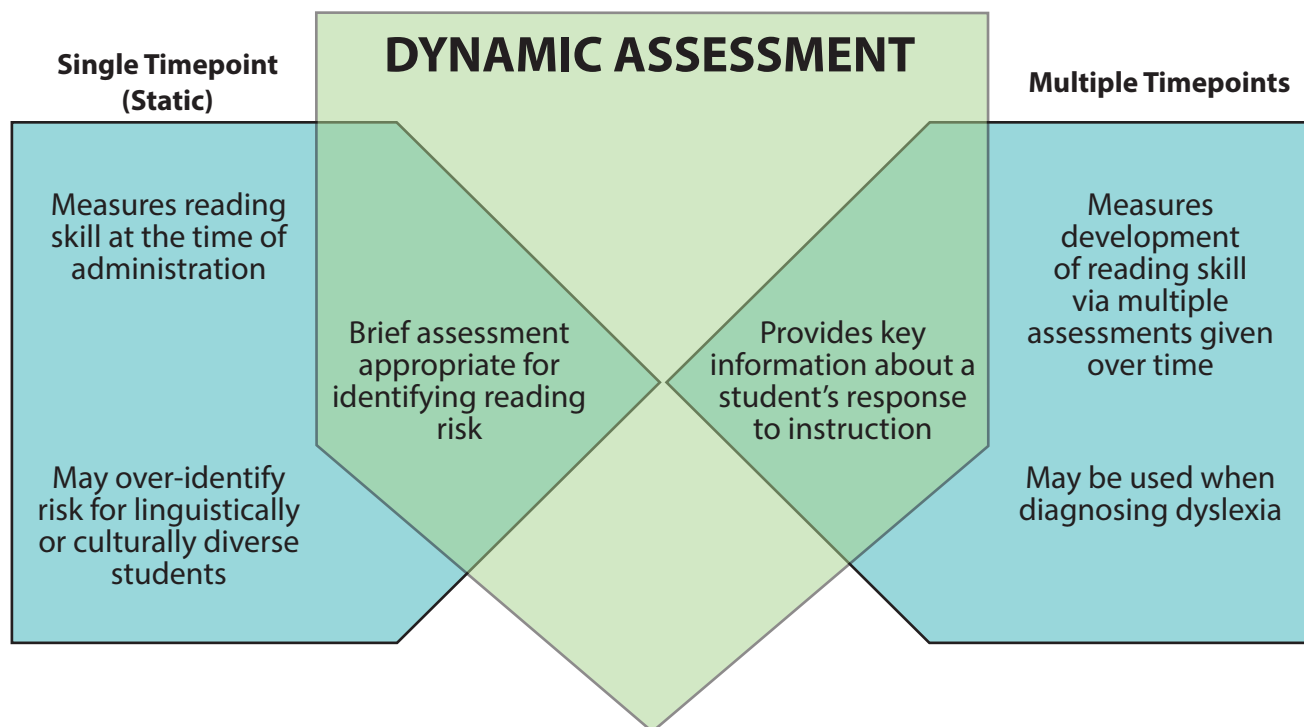 DYNAMIC ASSESSMENT
Single Timepoint
(Static)
Multiple Timepoints
Measures reading
skill at the time of
administration
May over-identify
risk for linguistically
or culturally diverse
students
Brief assessment
appropriate for
identifying reading
risk
Provides key
information about a
student’s response
to instruction
Measures
development
of reading skill
via multiple
assessments given
over time
May be used when
diagnosing dyslexia